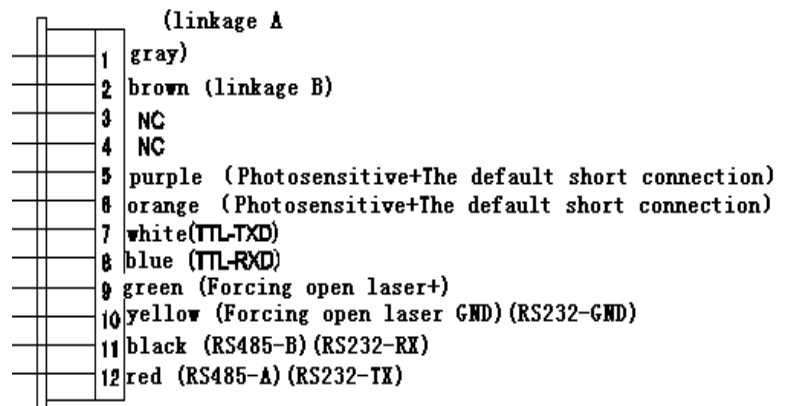 (linkage A
1 gray)
2 brown (linkage B)
3 NC
4 NC
5 purple (Photosensitive+The default short connection)
6 orange (Photosensitive+The default short connection)
7 white(TTL-TXD)
8 blue (TTL-RXD)
9 green (Forcing open laser+)
10 yellow (Forcing open laser GND)(RS232-GND)
11 black (RS485-B)(RS232-RX)
12 red (RS485-A)(RS232-TX)